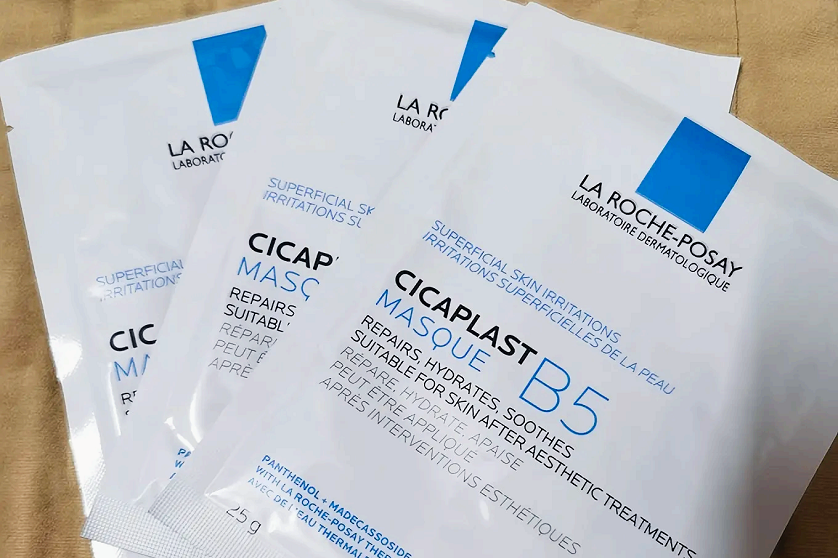 LA RO
LABORATO
SUPERFICIAL
IRRITATIONS
CIC
MA
LA R
LABORA
SUPERFICIAL SK
IRRITATIONS SU
CICAP
MASQ
REPAIRS
SUITABL
RÉPAR
PEUT Ê
APRÈ
LA ROCHE-POSAY
LABORATOIRE DERMATOLOGIQUE
SUPERFICIAL SKIN IRRITATIONS
IRRITATIONS SUPERFICIELLES DE LA PEAU
CICAPLAST
MASQUE B5
REPAIRS, HYDRATES, SOOTHES
SUITABLE FOR SKIN AFTER AESTHETIC TREATMENTS
RÉPARE, HYDRATE, APAISE
PEUT ÊTRE APPLIQUÉ
APRÈS INTERVENTIONS ESTHÉTIQUES
PANTHENOL + MADECASSOSIDE
WITH LA ROCHE-POSAY THER
AVEC DE L'EAU THERMAL
25 g